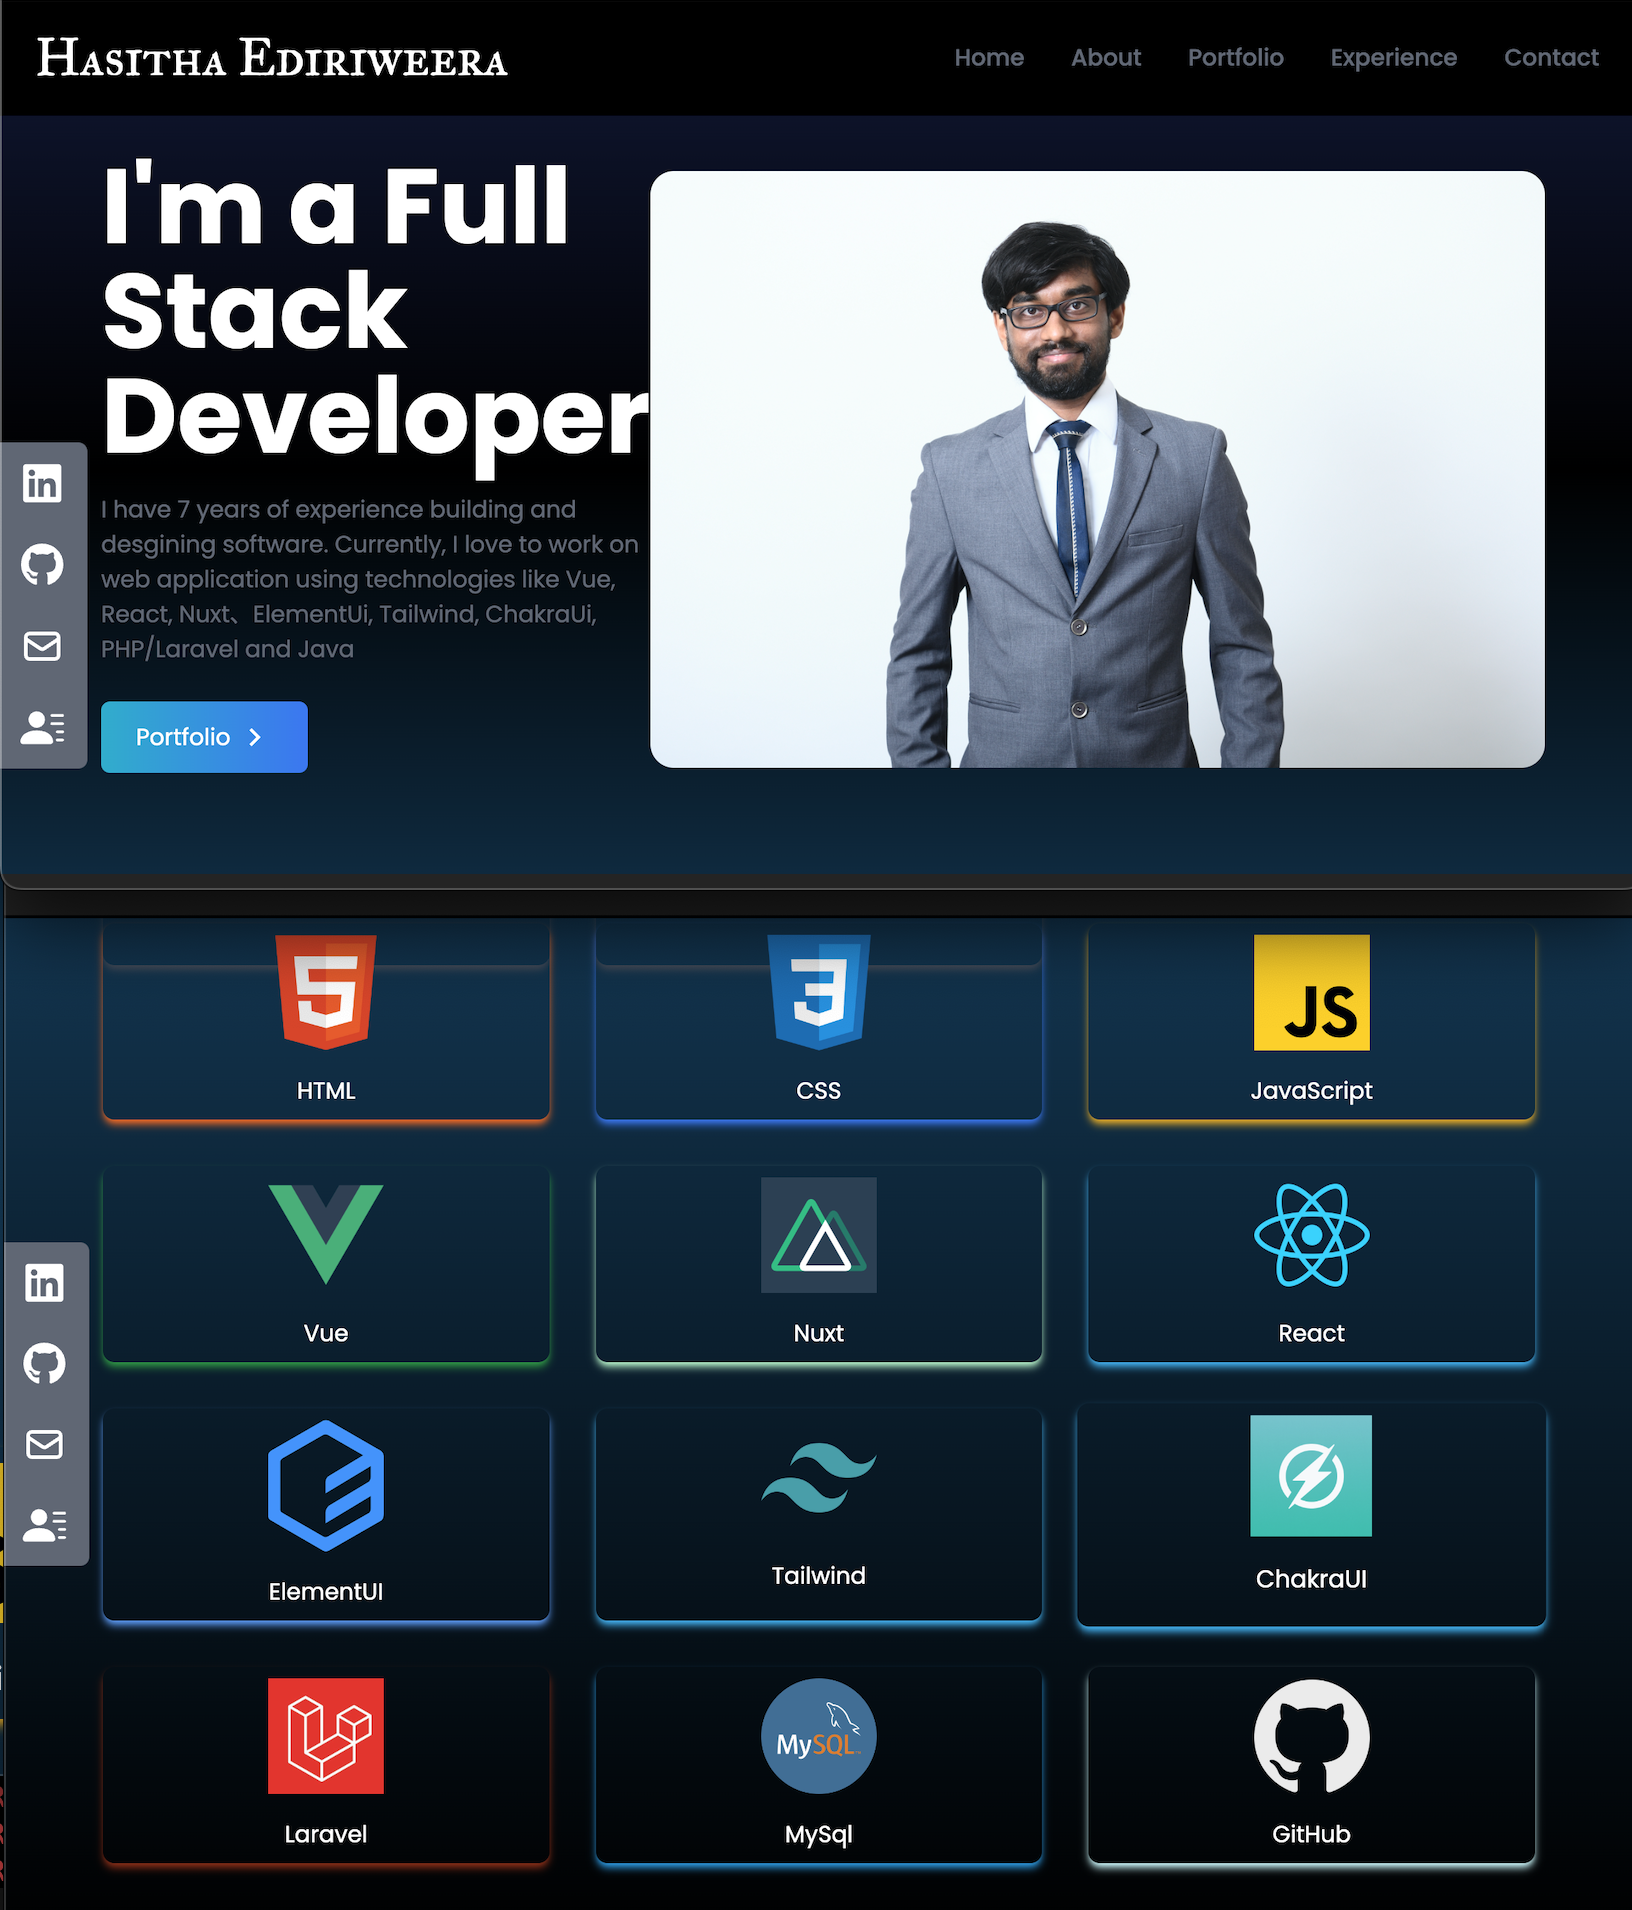 Hasitha Ediriweera
Home About Portfolio Experience Contact
I'm a Full
Stack
Developer
I have 7 years of experience building and
desgining software. Currently, I love to work on
web application using technologies like Vue,
React, Nuxt、ElementUi, Tailwind, ChakraUi,
PHP/Laravel and Java
Portfolio
in
5
3
JS
HTML
CSS
JavaScript
Vue
Nuxt
React
in
ElementUI
Tailwind
ChakraUI
MySQL
Laravel
MySql
GitHub